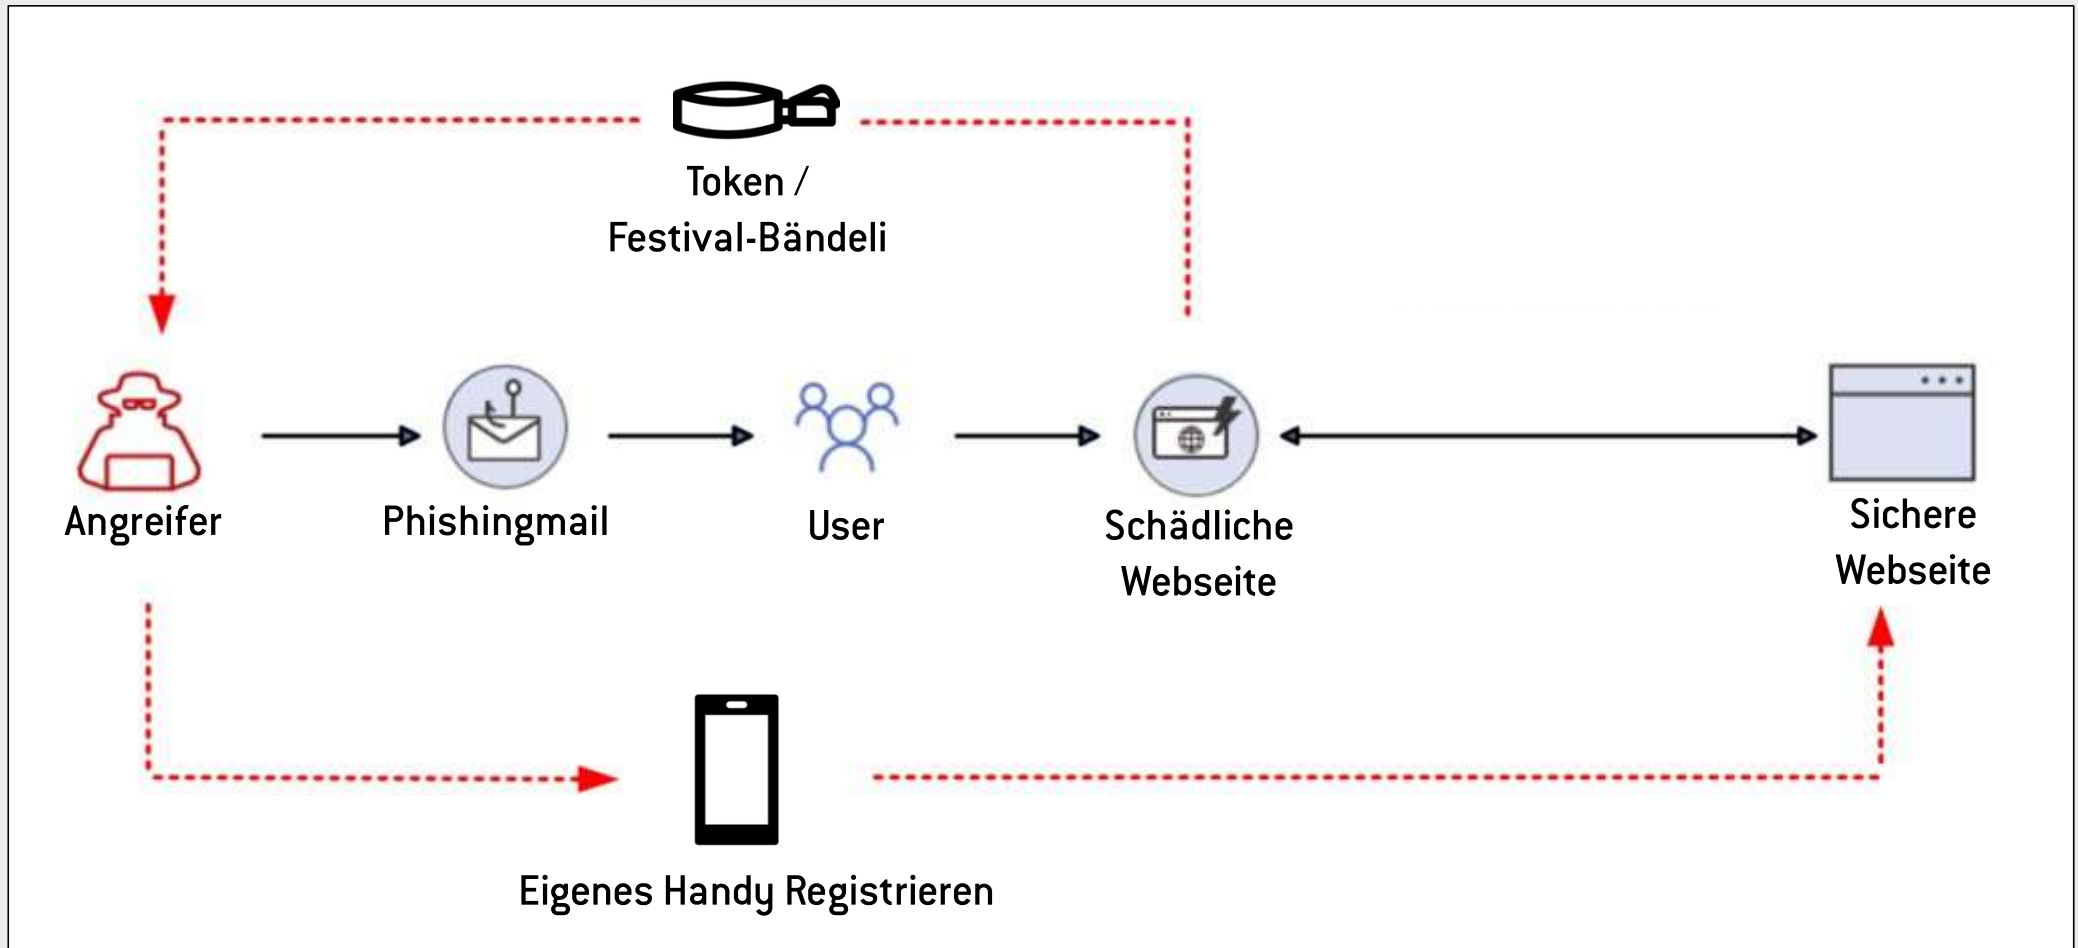 Token /
Festival-Bändeli
Angreifer
Phishingmail
User
Schädliche
Webseite
Sichere
Webseite
Eigenes Handy Registrieren